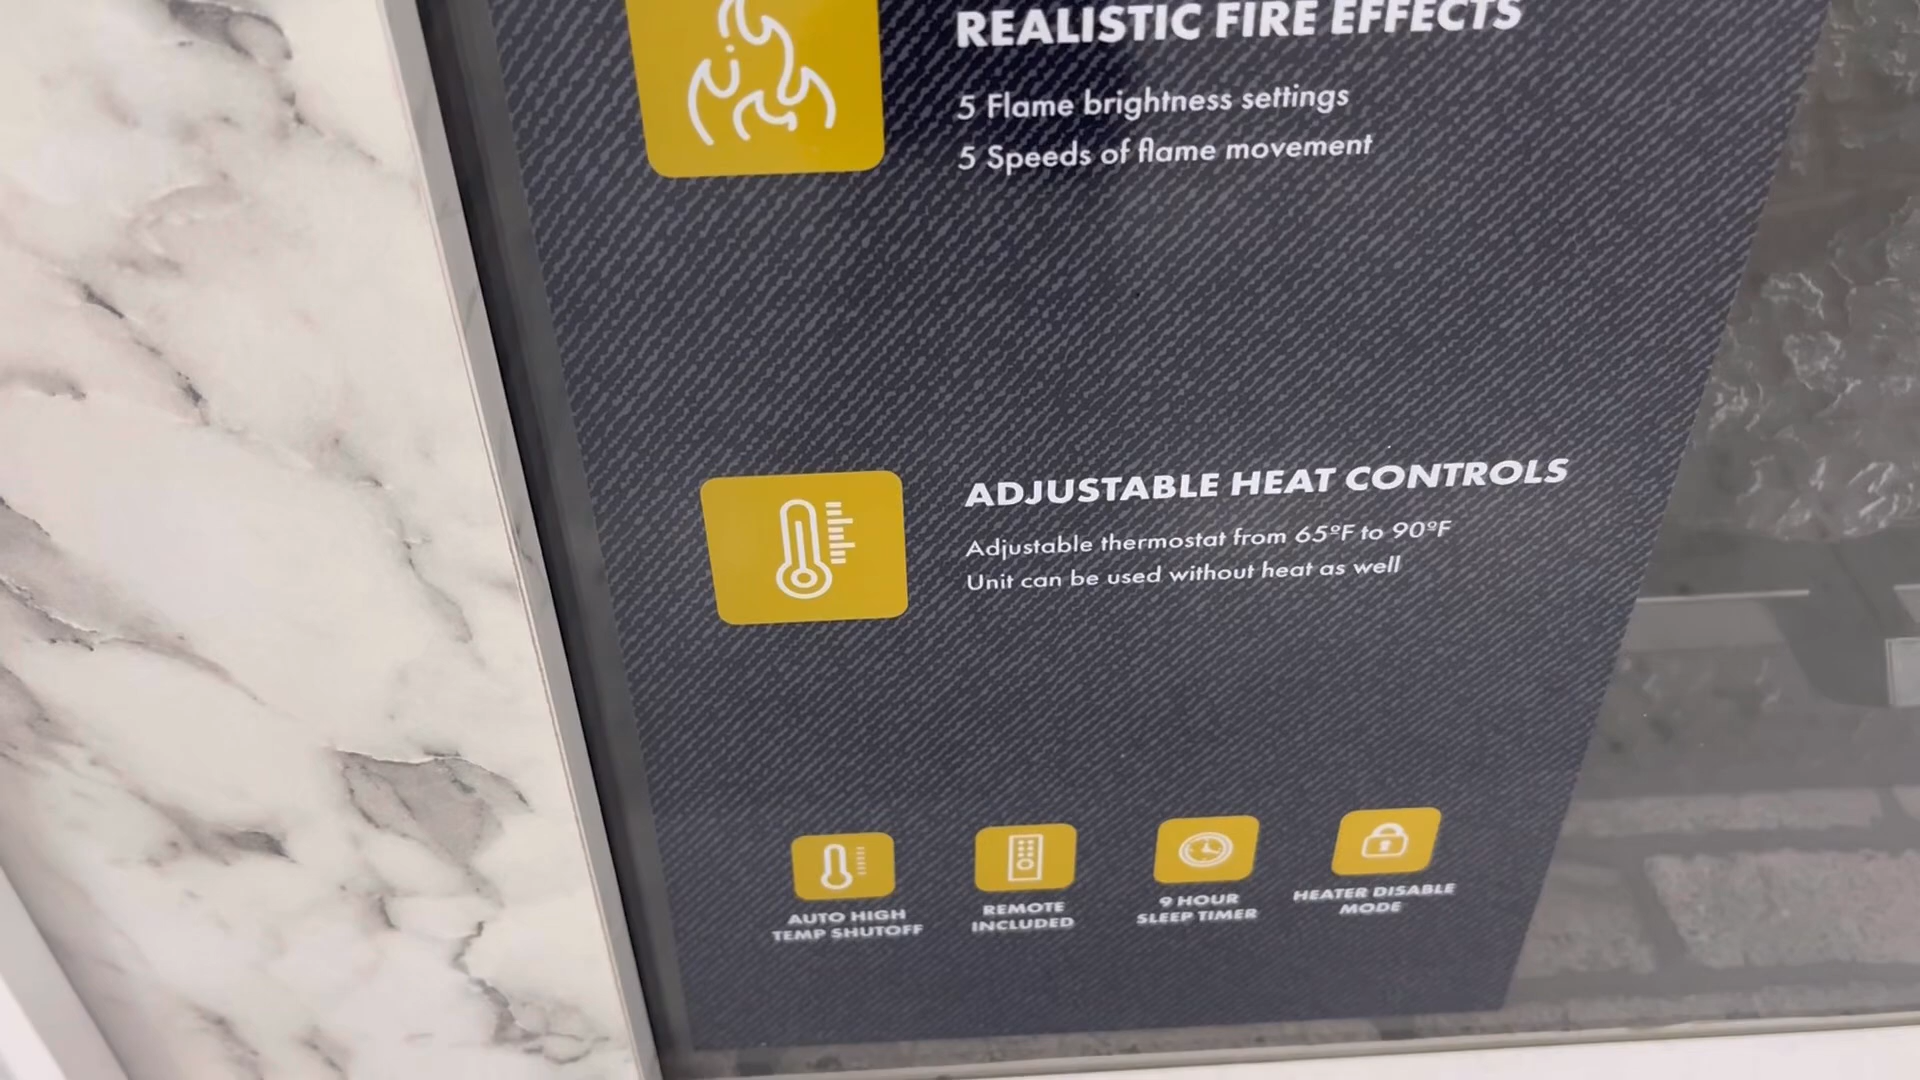 REALISTIC FIRE EFFECTS
5 Flame brightness settings
5 Speeds of flame movement
ADJUSTABLE HEAT CONTROLS
Adjustable thermostat from 65ºF to 90ºF
Unit can be used without heat as well
AUTO HIGH
TEMP SHUTOFF
REMOTE
INCLUDED
9 HOUR
SLEEP TIMER
HEATER DISABLE
MODE